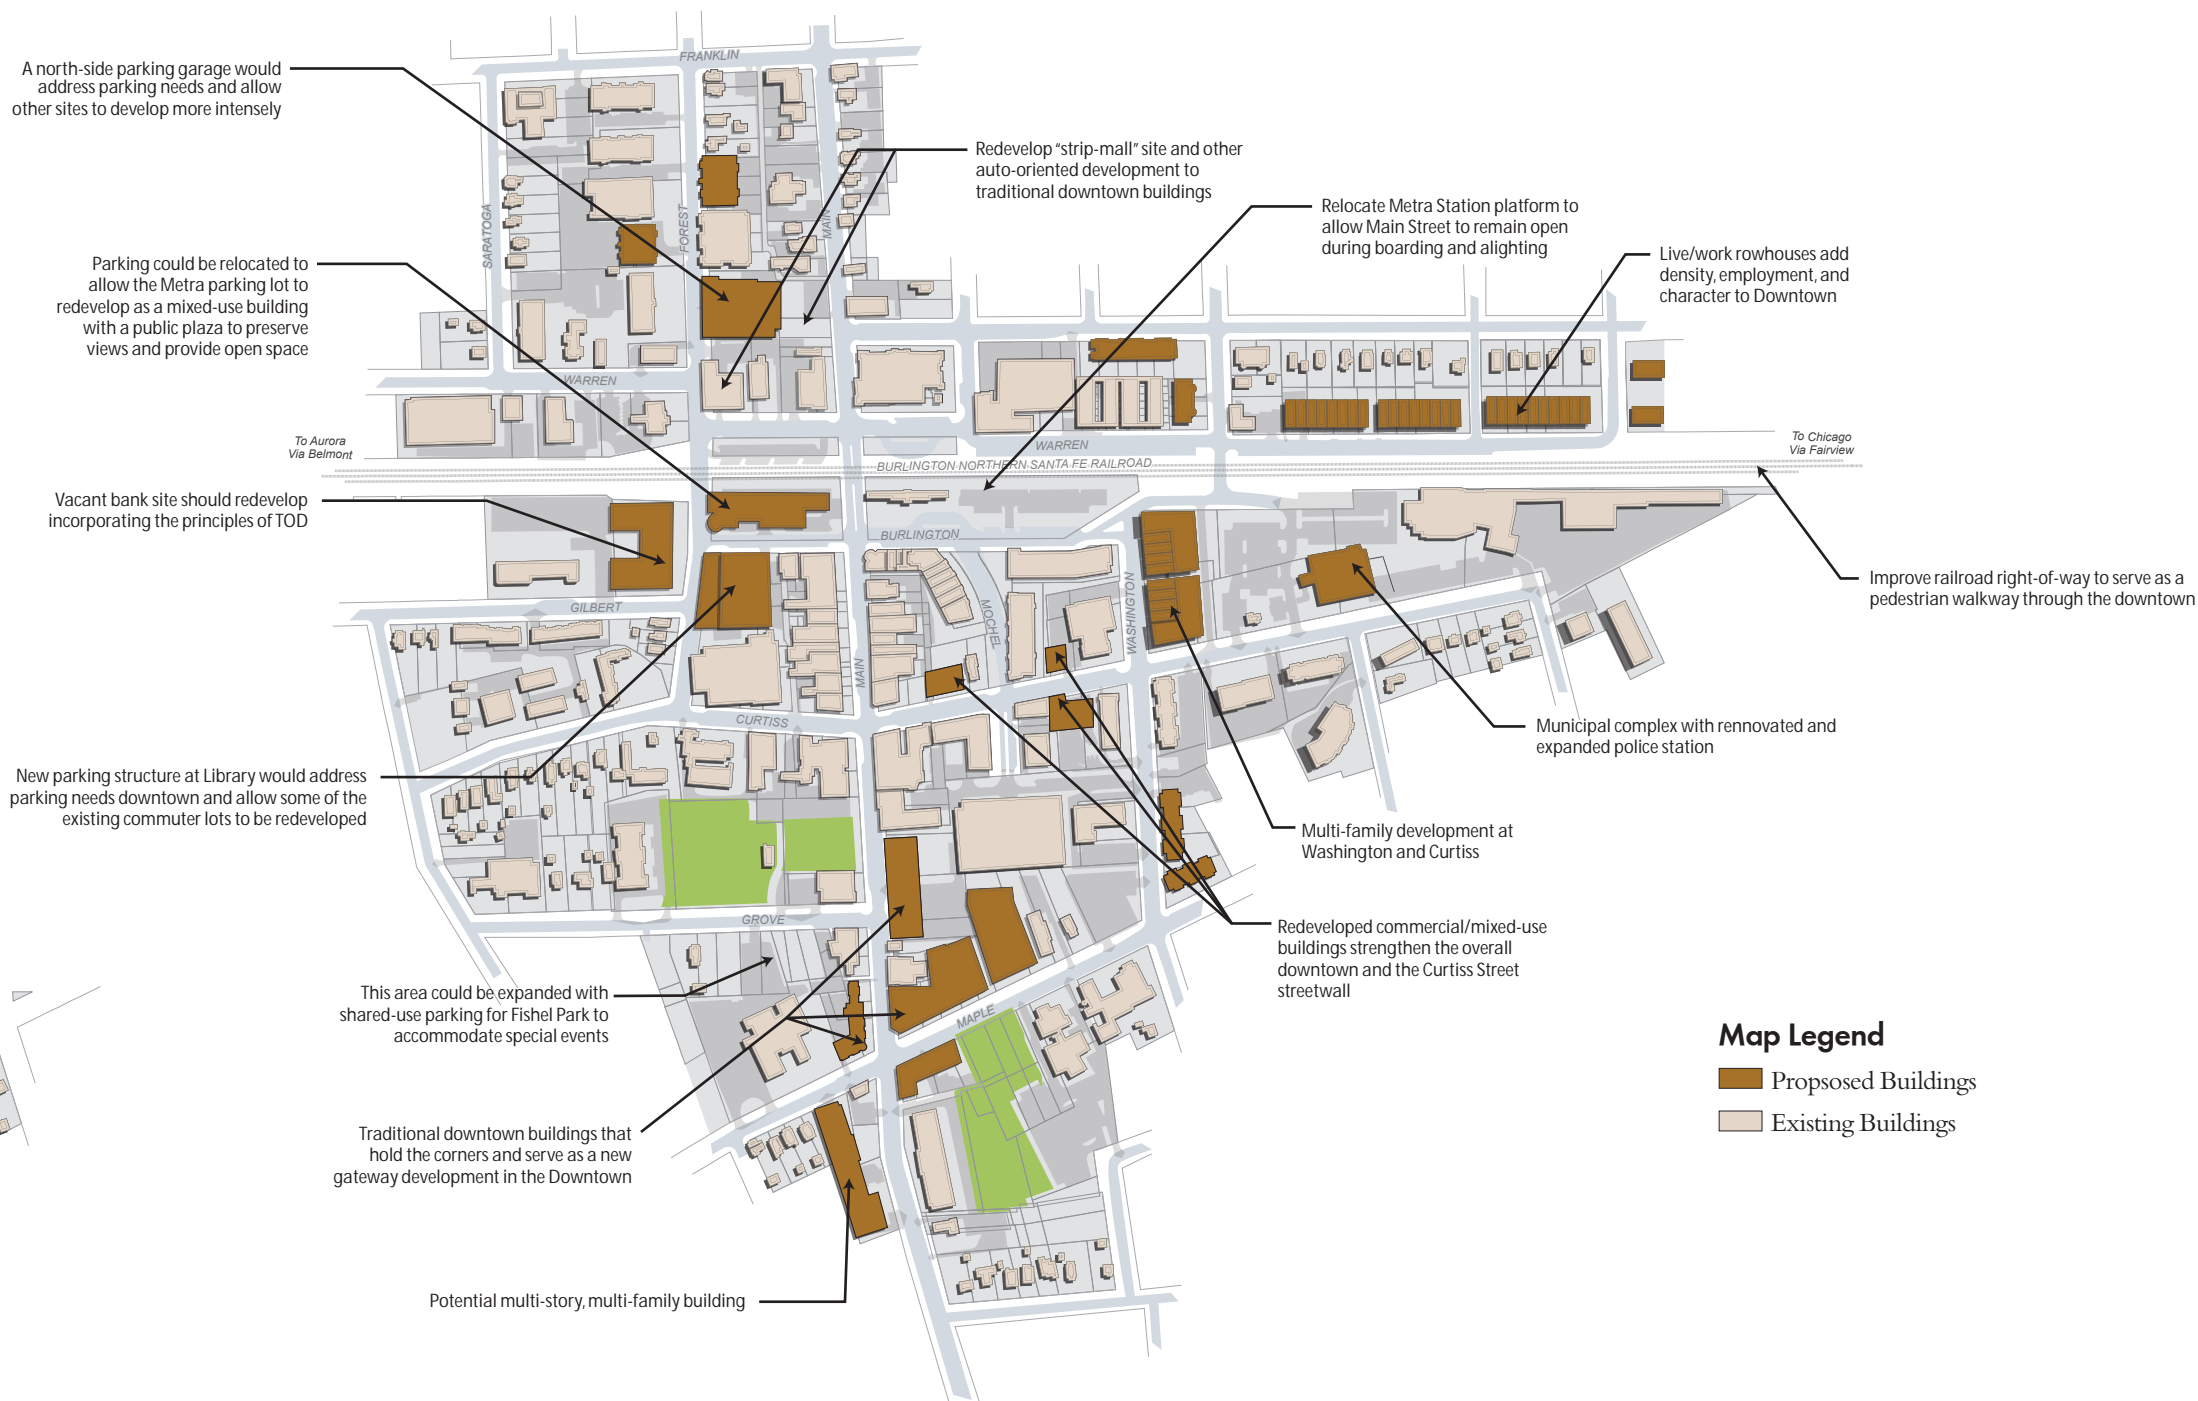 FRANKLIN
A north-side parking garage would
address parking needs and allow
other sites to develop more intensely
Redevelop “strip-mall” site and other
auto-oriented development to
traditional downtown buildings
Relocate Metra Station platform to
allow Main Street to remain open
during boarding and alighting
Live/work rowhouses add
density, employment, and
character to Downtown
SARATOGA
FOREST
MAIN
Parking could be relocated to
allow the Metra parking lot to
redevelop as a mixed-use building
with a public plaza to preserve
views and provide open space
WARREN
To Aurora
Via Belmont
WARREN
To Chicago
Via Fairview
BURLINGTON NORTHERN SANTA FE RAILROAD
Vacant bank site should redevelop
incorporating the principles of TOD
BURLINGTON
Improve railroad right-of-way to serve as a
pedestrian walkway through the downtown
GILBERT
MOCHEL
WASHINGTON
MAIN
CURTISS
Municipal complex with rennovated and
expanded police station
New parking structure at Library would address
parking needs downtown and allow some of the
existing commuter lots to be redeveloped
Multi-family development at
Washington and Curtiss
GROVE
Redeveloped commercial/mixed-use
buildings strengthen the overall
downtown and the Curtiss Street
streetwall
This area could be expanded with
shared-use parking for Fishel Park to
accommodate special events
MAPLE
Map Legend
Propsosed Buildings
Existing Buildings
Traditional downtown buildings that
hold the corners and serve as a new
gateway development in the Downtown
Potential multi-story, multi-family building